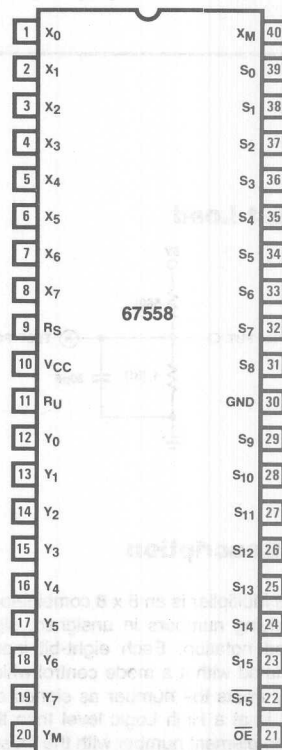 1 X0 XM 40
2 X1 S0 39
3 X2 S1 38
4 X3 S2 37
5 X4 S3 36
6 X5 S4 35
7 X6 S5 34
8 X7 S6 33
67558
9 RS S7 32
10 VCC S8 31
11 RU GND 30
12 Y0 S9 29
13 Y1 S10 28
14 Y2 S11 27
15 Y3 S12 26
16 Y4 S13 25
17 Y5 S14 24
18 Y6 S15 23
19 Y7 S̅1̅5̅ 22
20 YM O̅E̅ 21